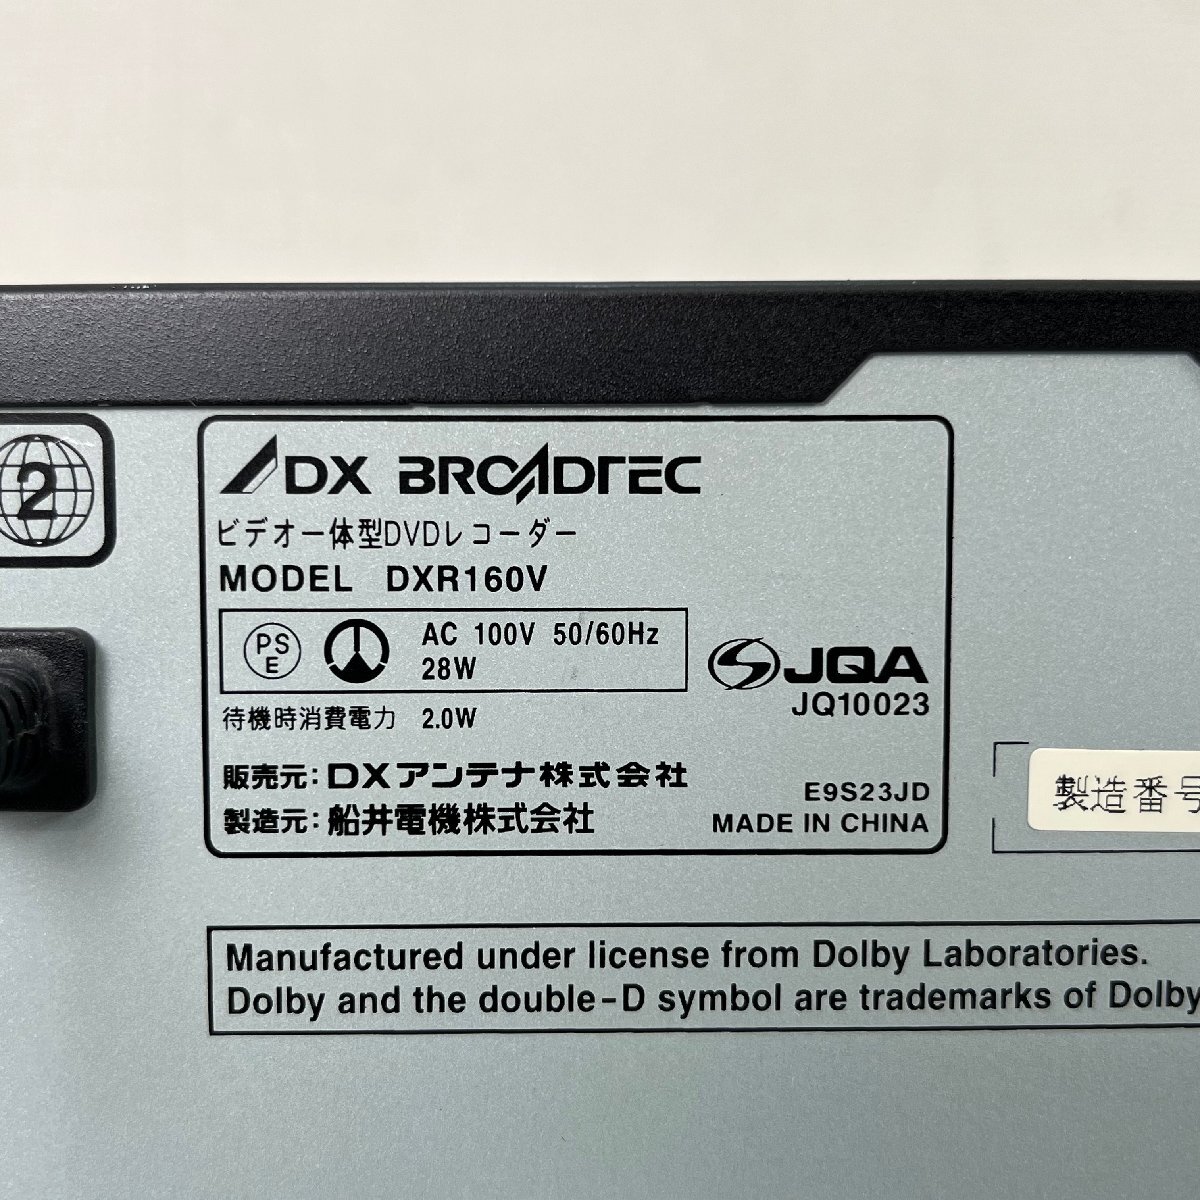 2
DX BROADTEC
ビデオ一体型DVDレコーダー
MODEL DXR160V
PS
E
AC 100V 50/60Hz
28W
JQA
JQ10023
待機時消費電力 2.0W
販売元:DXアンテナ株式会社
製造元:船井電機株式会社
E9S23JD
MADE IN CHINA
製造番号
Manufactured under license from Dolby Laboratories.
Dolby and the double-D symbol are trademarks of Dolby